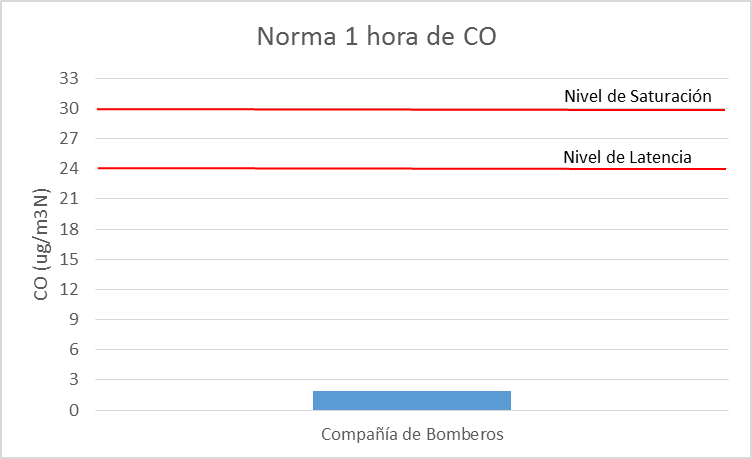 Norma 1 hora de CO
33
Nivel de Saturación
30
27
Nivel de Latencia
24
21
18
15
12
9
6
3
0
CO (ug/m3N)
Compañía de Bomberos